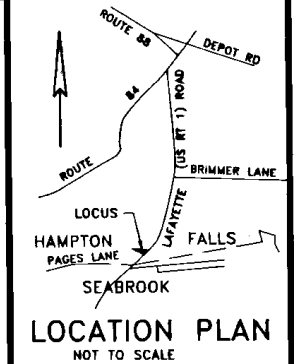 ROUTE 88
DEPOT RD
84
ROUTE
(US RT 1) ROAD
LAFAYETTE
BRIMMER LANE
LOCUS
HAMPTON FALLS
PAGES LANE
SEABROOK
LOCATION PLAN
NOT TO SCALE